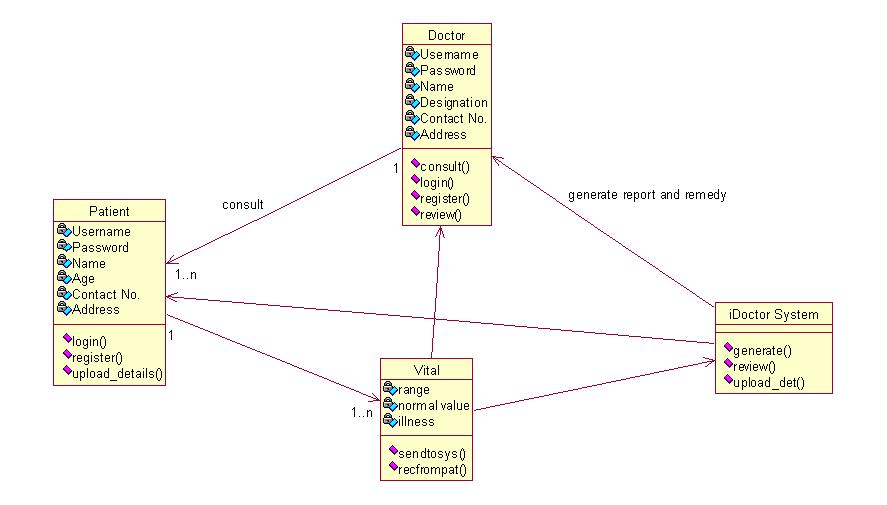 Doctor
Username
Password
Name
Designation
Contact No.
Address
consult()
login()
register()
review()
1
consult
generate report and remedy
Patient
Username
Password
Name
Age
Contact No.
Address
login()
register()
upload_details()
1..n
1
iDoctor System
generate()
review()
upload_det()
Vital
range
normal value
illness
sendtosys()
recfrompat()
1..n